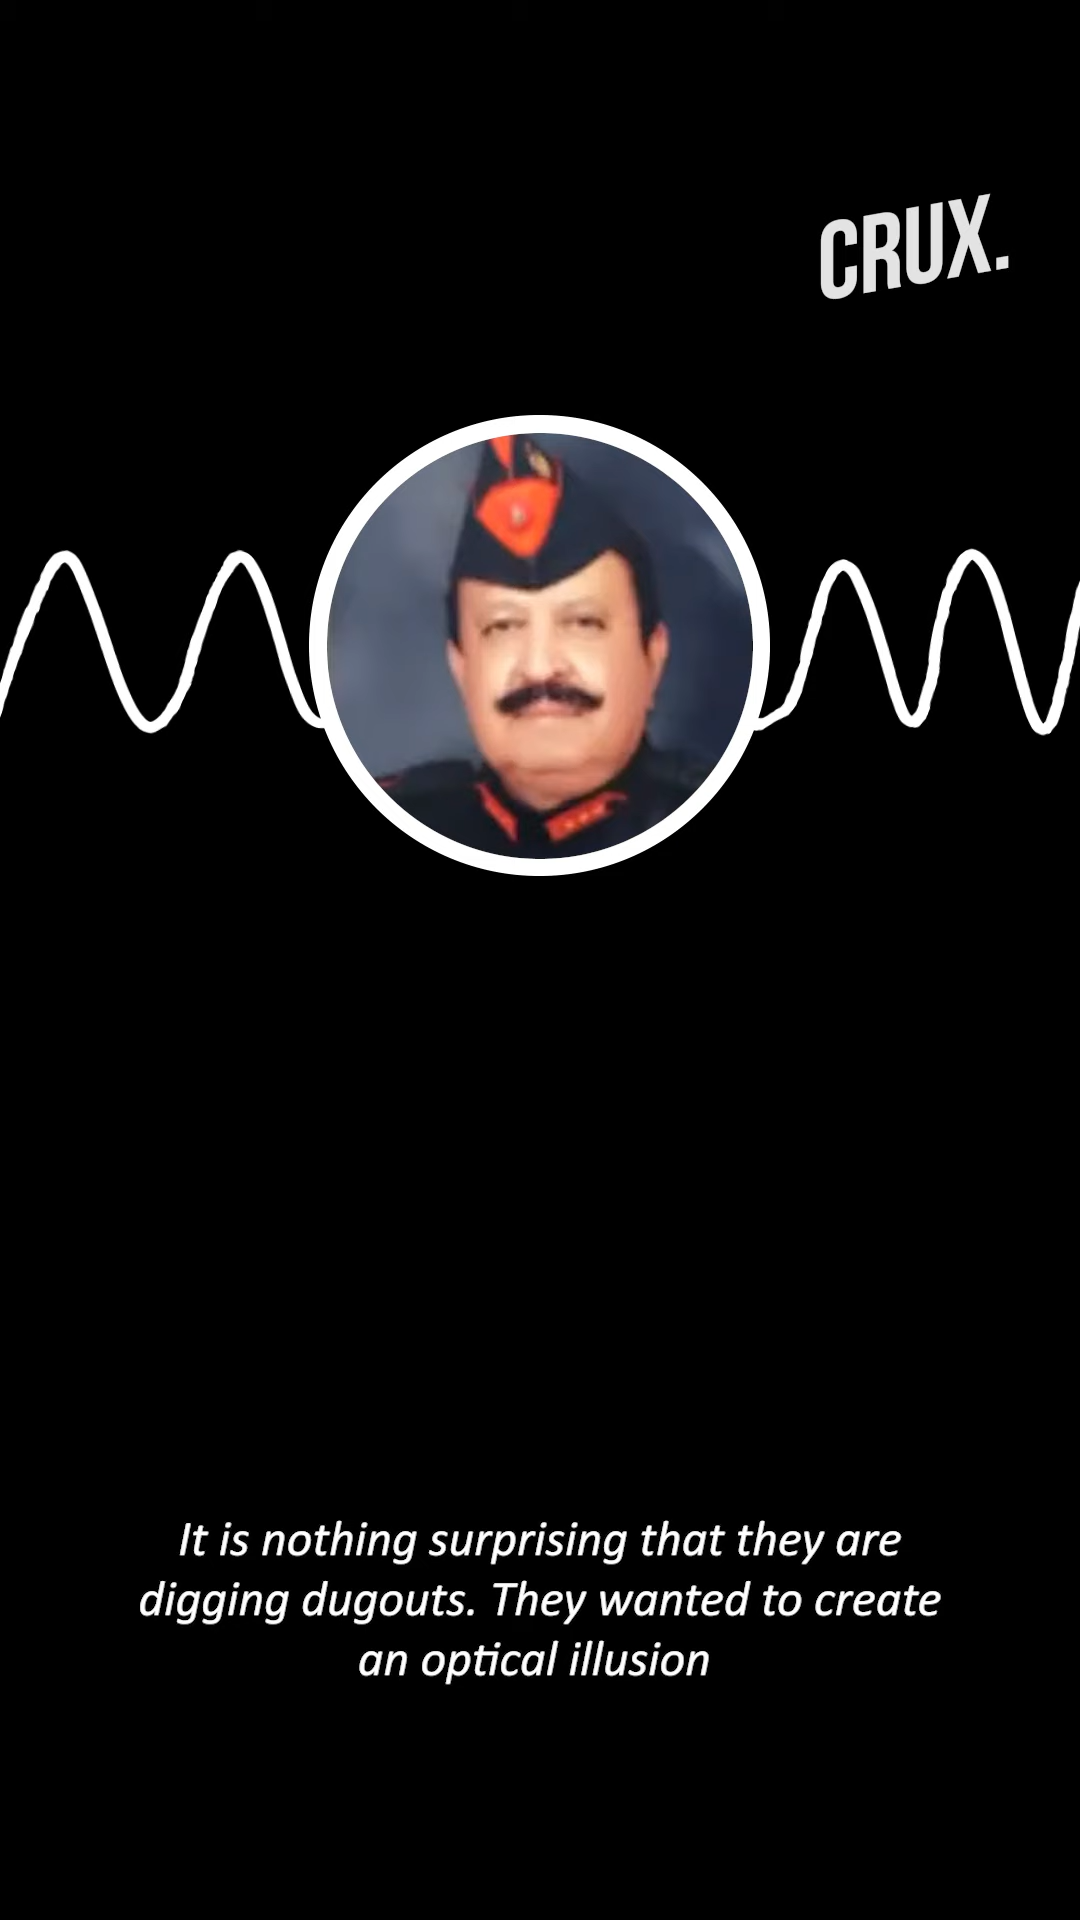 CRUX.
It is nothing surprising that they are
digging dugouts. They wanted to create
an optical illusion